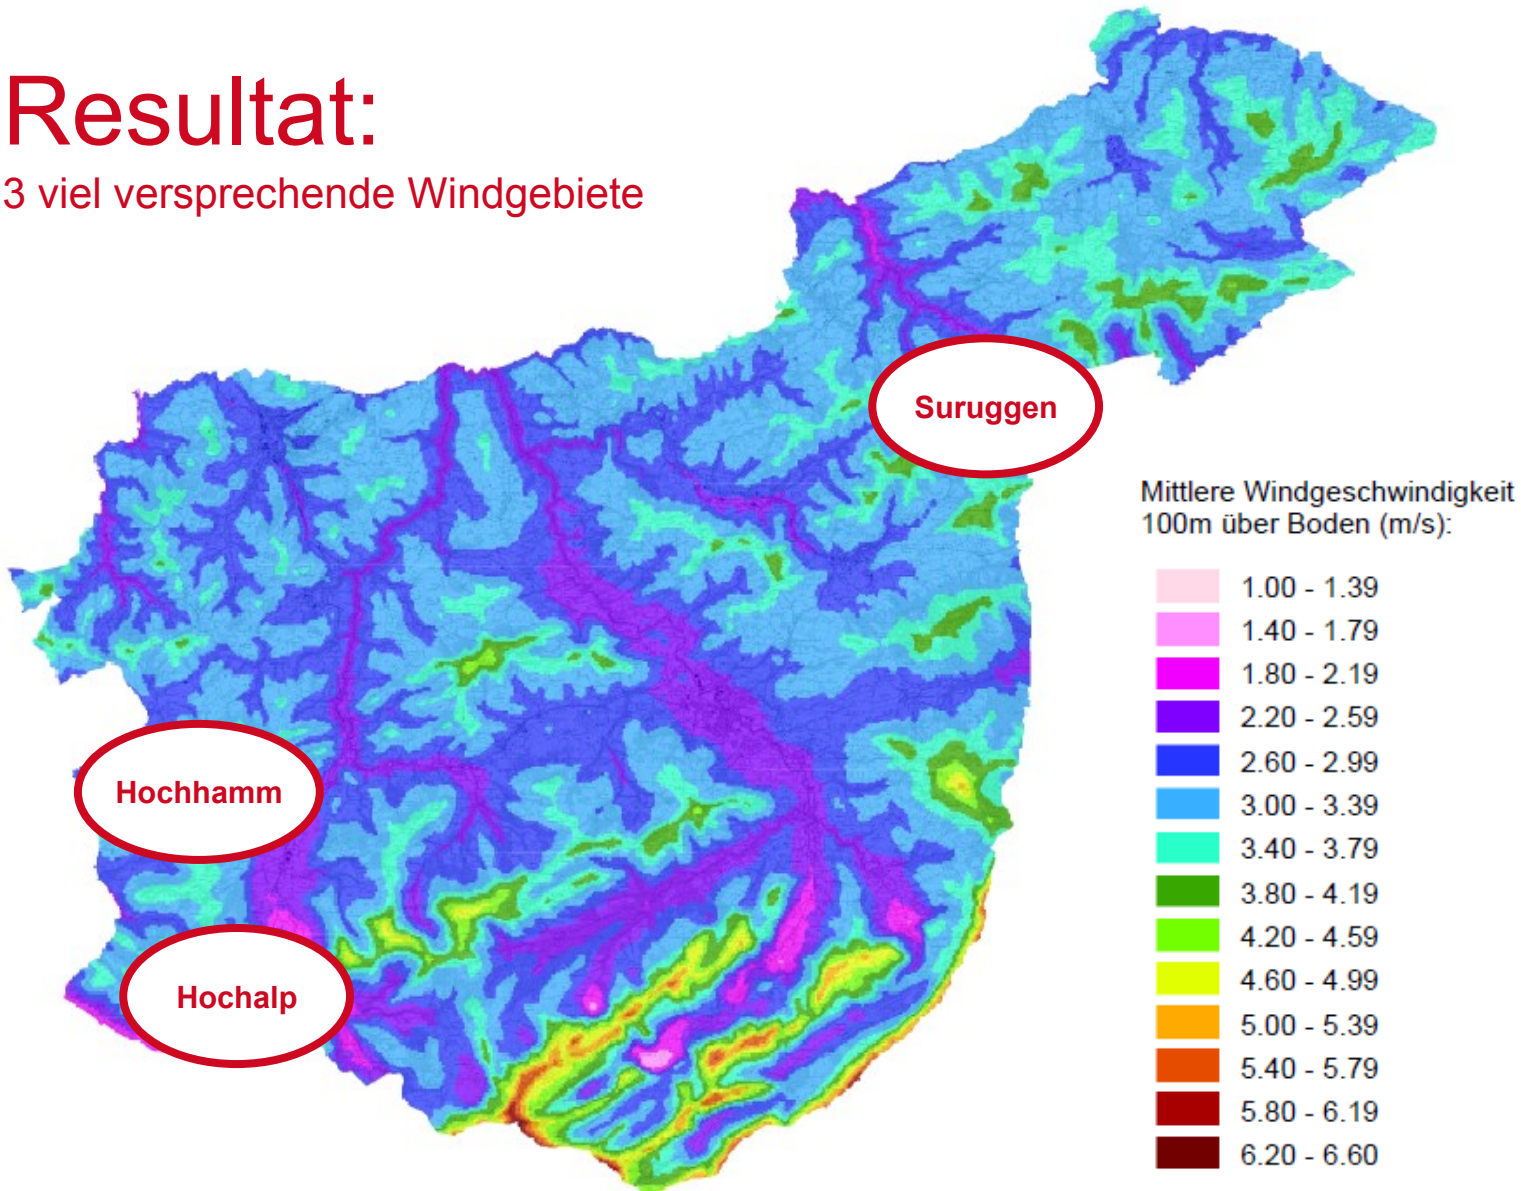 Resultat:
3 viel versprechende Windgebiete
Suruggen
Hochhamm
Hochalp
Mittlere Windgeschwindigkeit
100m über Boden (m/s):
1.00 - 1.39
1.40 - 1.79
1.80 - 2.19
2.20 - 2.59
2.60 - 2.99
3.00 - 3.39
3.40 - 3.79
3.80 - 4.19
4.20 - 4.59
4.60 - 4.99
5.00 - 5.39
5.40 - 5.79
5.80 - 6.19
6.20 - 6.60